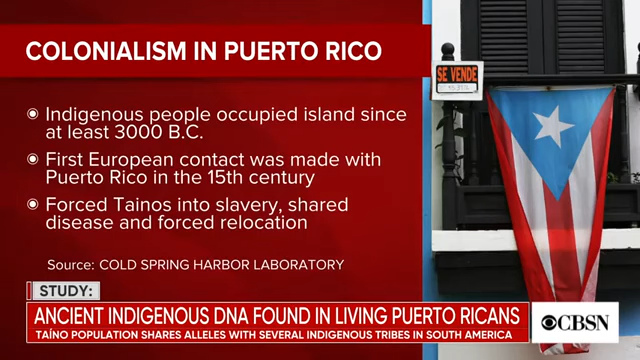 COLONIALISM IN PUERTO RICO
Indigenous people occupied island since
at least 3000 B.C.
First European contact was made with
Puerto Rico in the 15th century
Forced Tainos into slavery, shared
disease and forced relocation
Source: COLD SPRING HARBOR LABORATORY
SE VENDE
STUDY:
ANCIENT INDIGENOUS DNA FOUND IN LIVING PUERTO RICANS
TAÍNO POPULATION SHARES ALLELES WITH SEVERAL INDIGENOUS TRIBES IN SOUTH AMERICA
CBSN